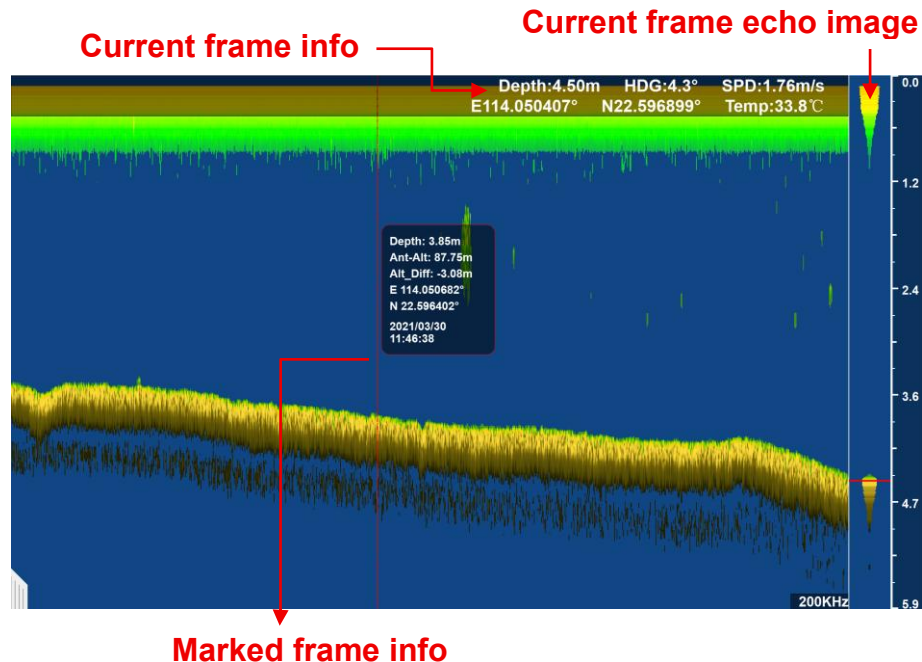 Current frame info
Current frame echo image
Depth:4.50m HDG:4.3° SPD:1.76m/s
E114.050407° N22.596899° Temp:33.8℃
0.0
1.2
2.4
3.6
4.7
5.9
Depth: 3.85m
Ant-Alt: 87.75m
Alt_Diff: -3.08m
E 114.050682°
N 22.596402°
2021/03/30
11:46:38
200KHz
Marked frame info